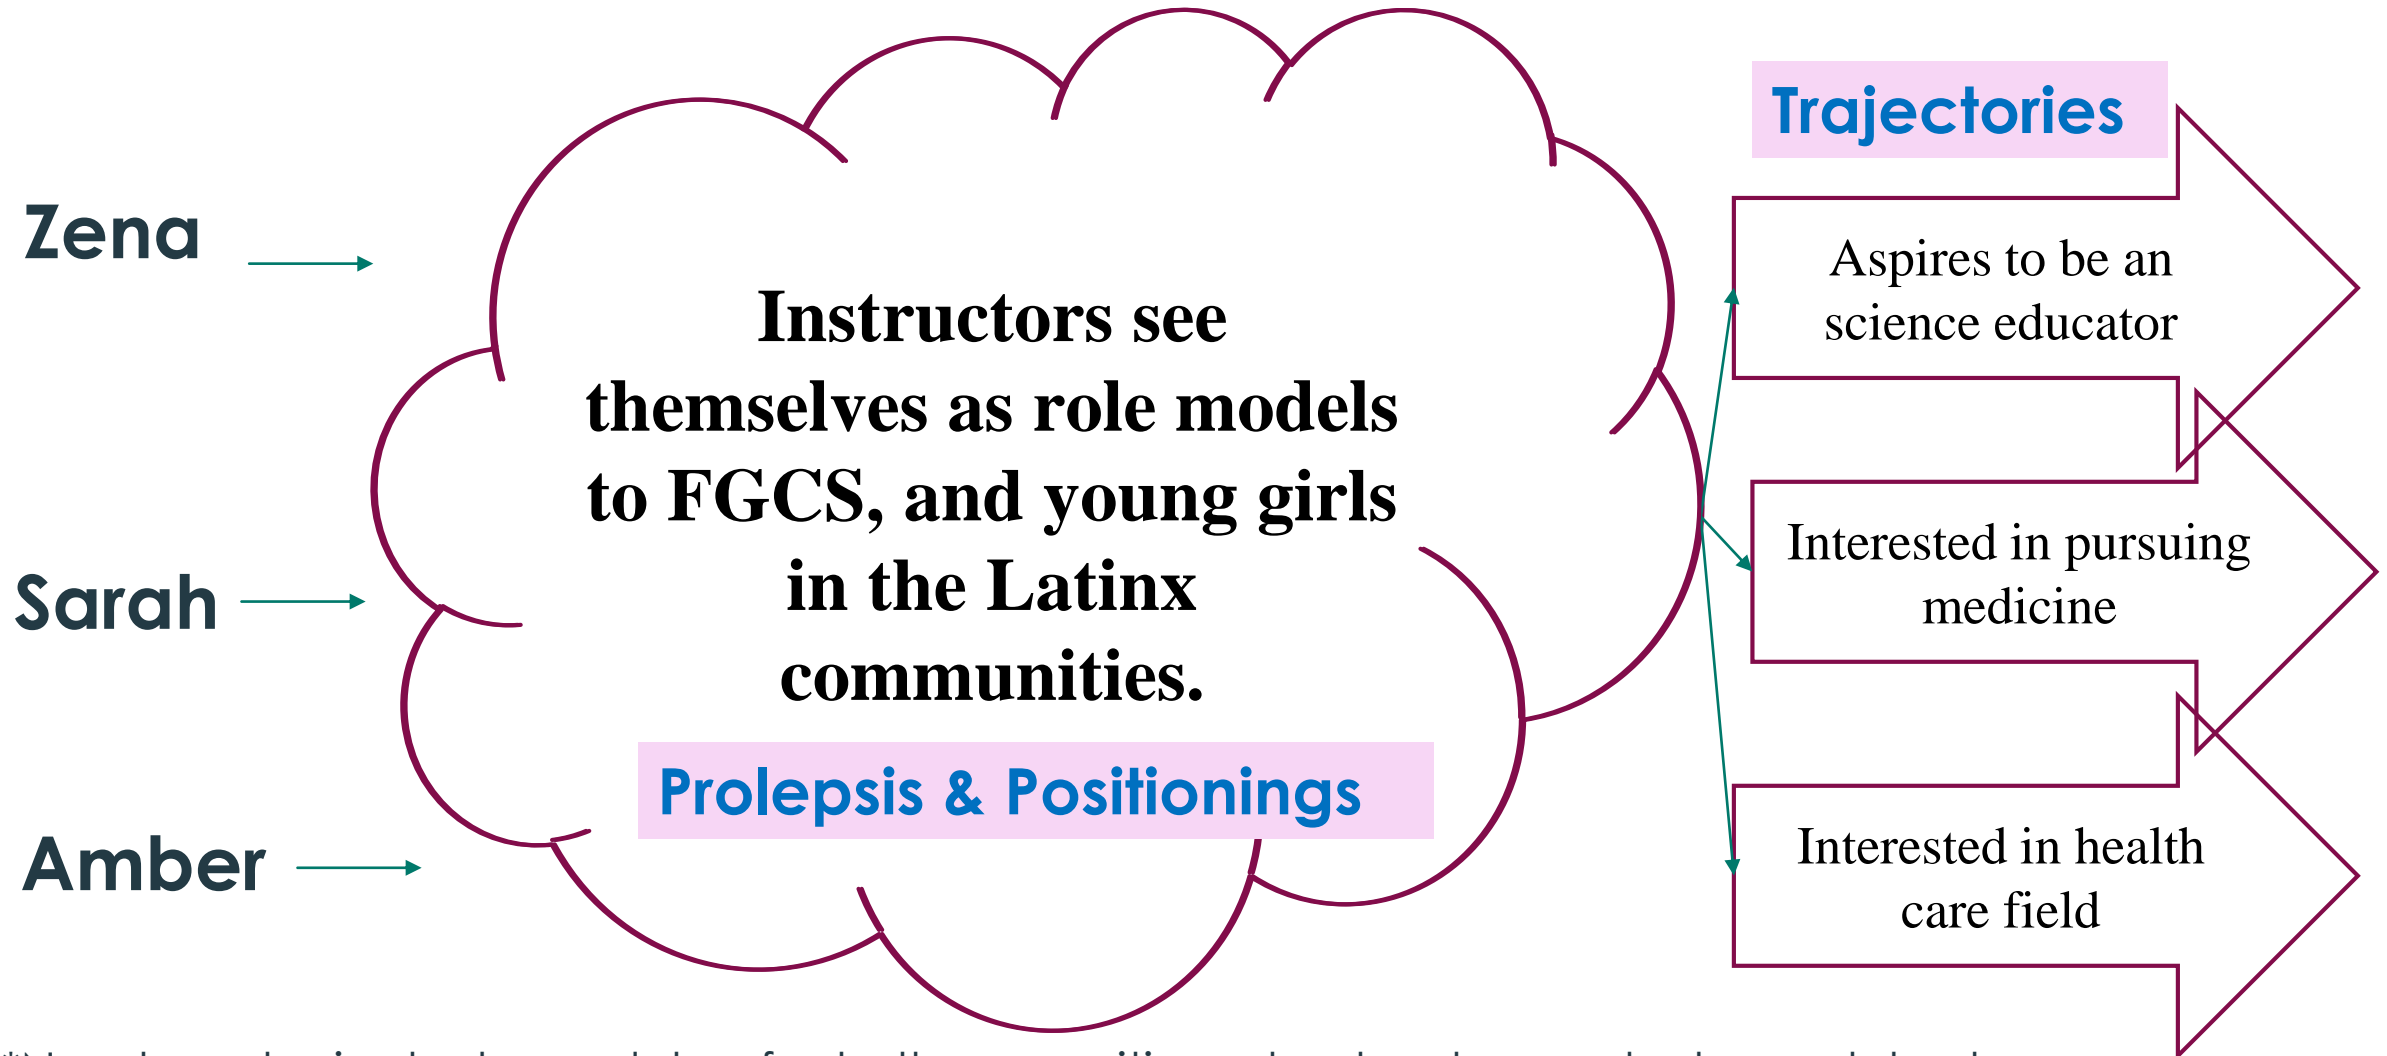 Trajectories
Zena
Aspires to be an
science educator
Instructors see
themselves as role models
to FGCS, and young girls
in the Latinx
communities.
Interested in pursuing
medicine
Sarah
Prolepsis & Positionings
Amber
Interested in health
care field